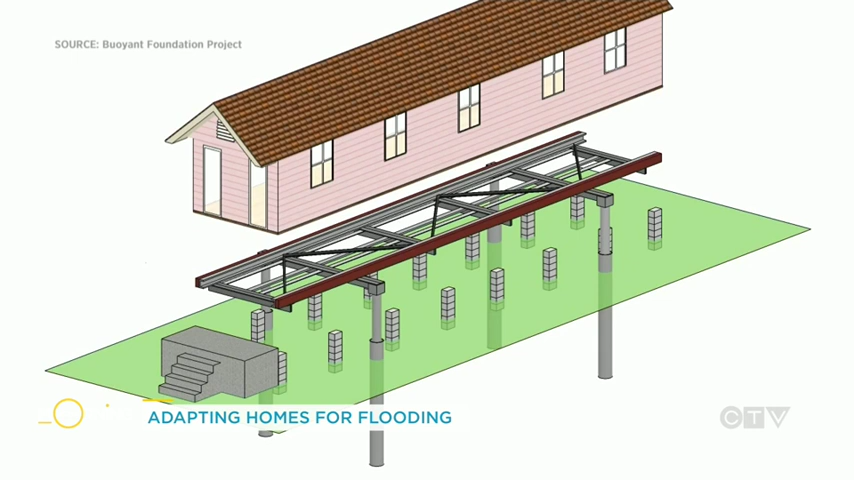 SOURCE: Buoyant Foundation Project
ADAPTING HOMES FOR FLOODING
CTV